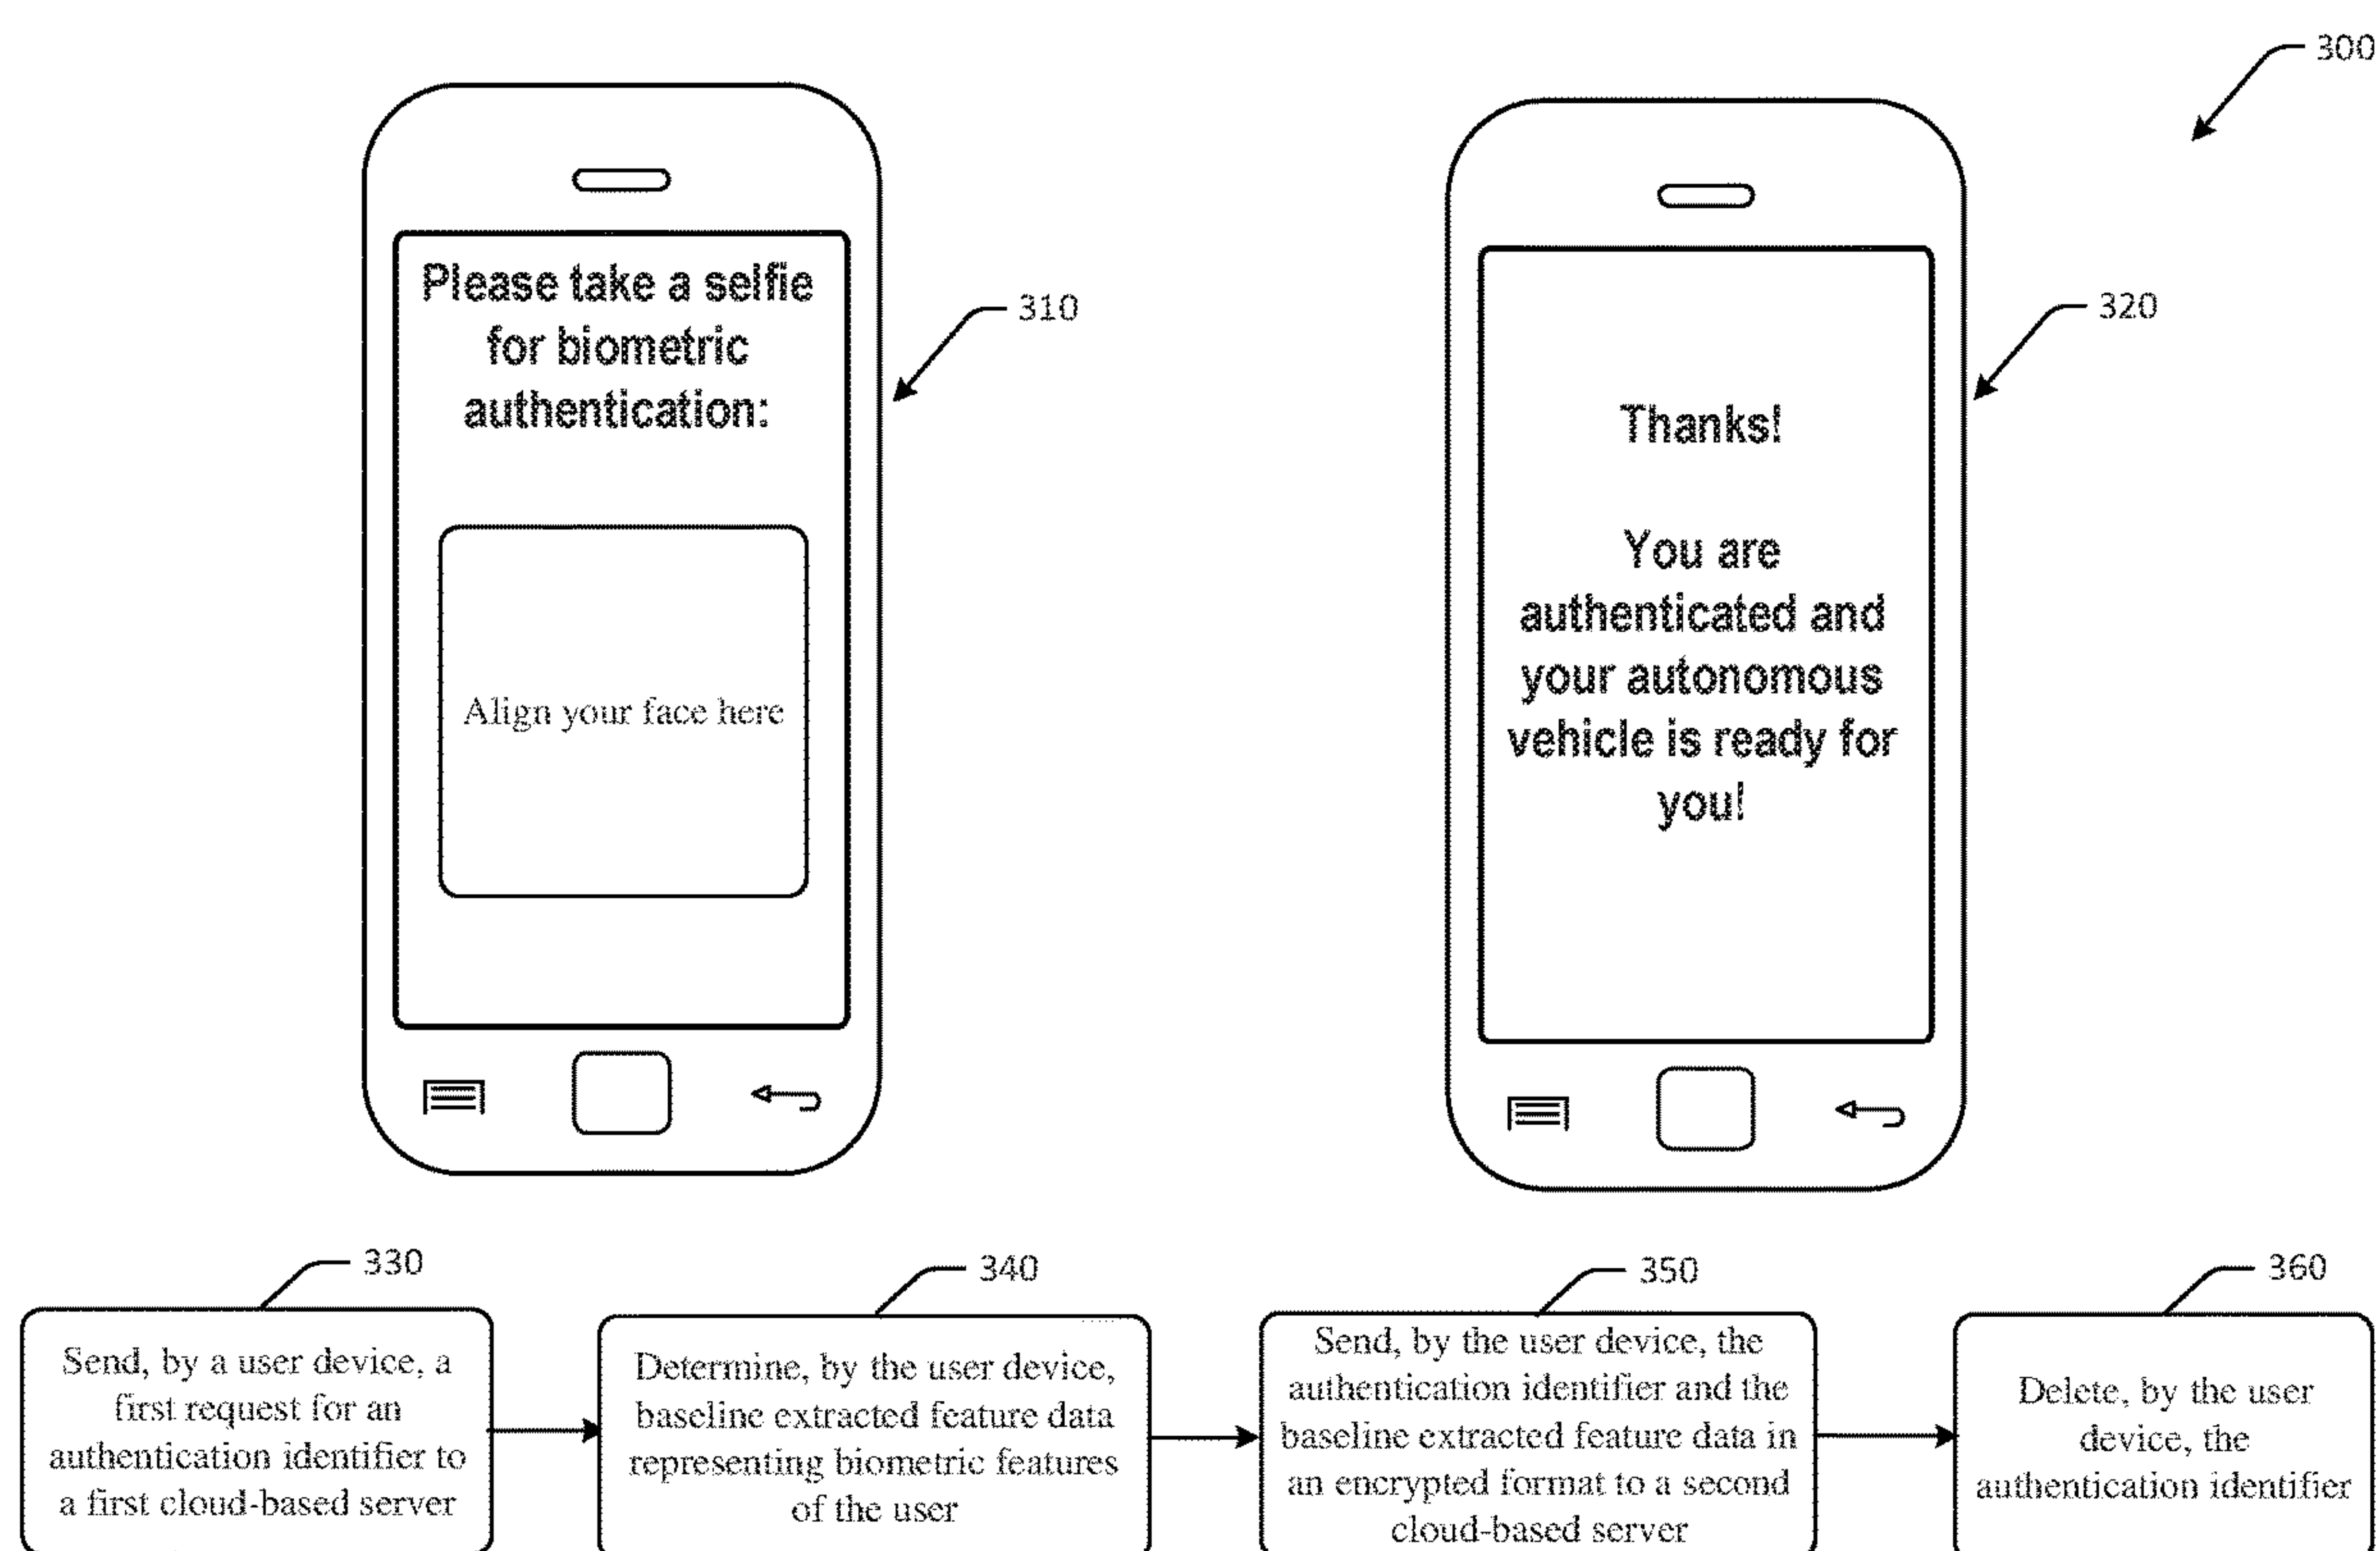 300
Please take a selfie
for biometric
authentication:
310
Align your face here
320
Thanks!
You are
authenticated and
your autonomous
vehicle is ready for
you!
330
Send, by a user device, a
first request for an
authentication identifier to
a first cloud-based server
340
Determine, by the user device,
baseline extracted feature data
representing biometric features
of the user
350
Send, by the user device, the
authentication identifier and the
baseline extracted feature data in
an encrypted format to a second
cloud-based server
360
Delete, by the user
device, the
authentication identifier